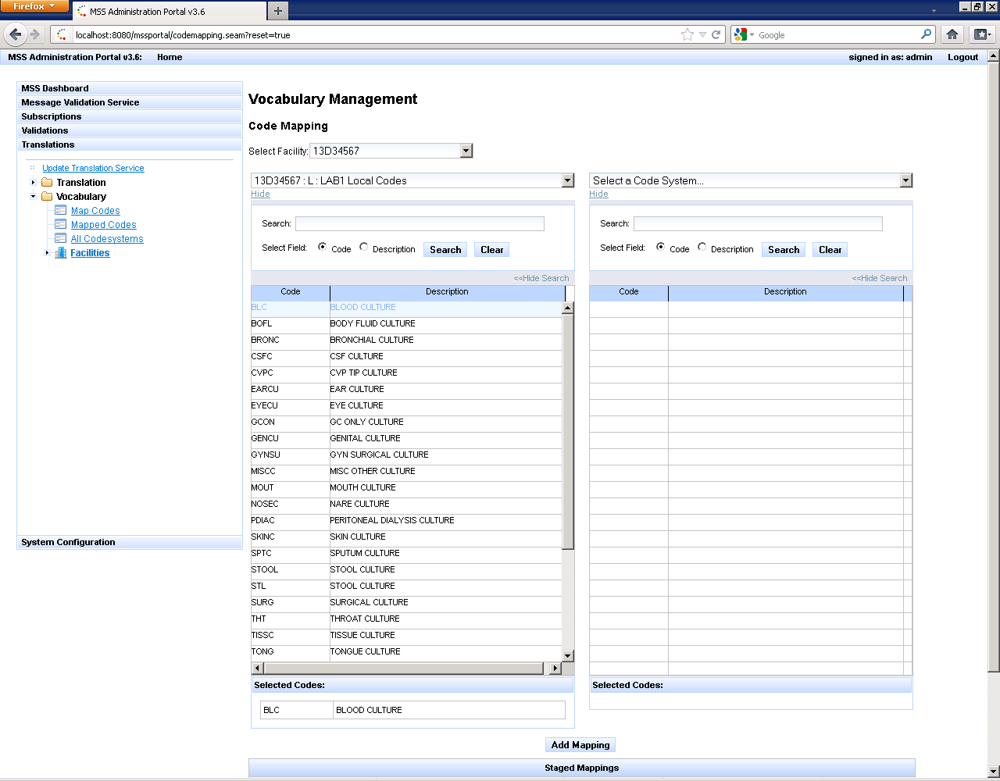 Firefox
MSS Administration Portal v3.6
localhost:8080/mssportal/codemapping.seam?reset=true
Google
MSS Administration Portal v3.6: Home signed in as: admin Logout
MSS Dashboard
Message Validation Service
Subscriptions
Validations
Translations
Update Translation Service
Translation
Vocabulary
Map Codes
Mapped Codes
All Codesystems
Facilities
System Configuration
Vocabulary Management
Code Mapping
Select Facility: 13D34567
13D34567 : L : LAB1 Local Codes
Hide
Search:
Select Field: Code Description Search Clear
<<Hide Search
Code Description
BLC BLOOD CULTURE
BOFL BODY FLUID CULTURE
BRONC BRONCHIAL CULTURE
CSFC CSF CULTURE
CVPC CVP TIP CULTURE
EARCU EAR CULTURE
EYECU EYE CULTURE
GCON GC ONLY CULTURE
GENCU GENITAL CULTURE
GYNSU GYN SURGICAL CULTURE
MISCC MISC OTHER CULTURE
MOUT MOUTH CULTURE
NOSEC NARE CULTURE
PDIAC PERITONEAL DIALYSIS CULTURE
SKINC SKIN CULTURE
SPTC SPUTUM CULTURE
STOOL STOOL CULTURE
STL STOOL CULTURE
SURG SURGICAL CULTURE
THT THROAT CULTURE
TISSC TISSUE CULTURE
TONG TONGUE CULTURE
Selected Codes:
BLC BLOOD CULTURE
Select a Code System...
Hide
Search:
Select Field: Code Description Search Clear
<<Hide Search
Code Description
Selected Codes:
Add Mapping
Staged Mappings